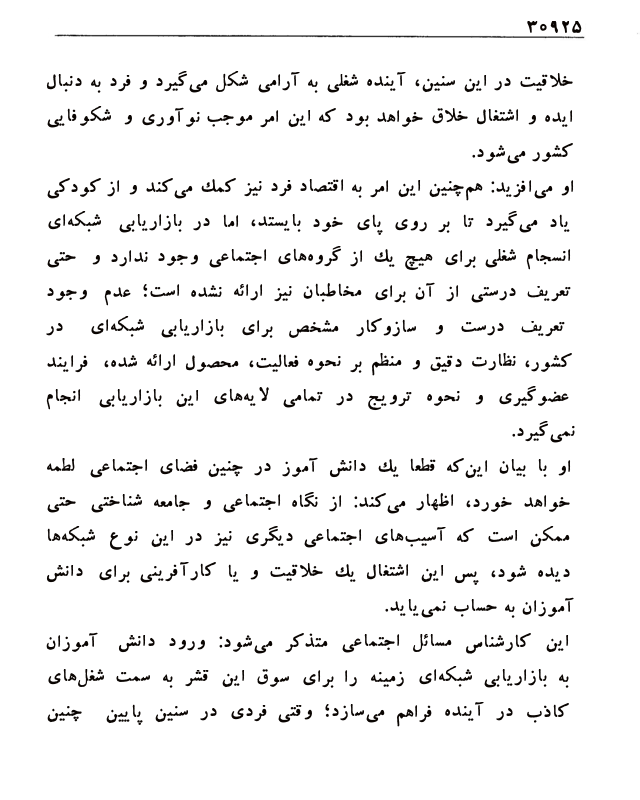 ۳۰۹۲۵
خلاقیت در این سنین، آینده شغلی به آرامی شکل می‌گیرد و فرد به دنبال
ایده و اشتغال خلاق خواهد بود که این امر موجب نوآوری و شکوفایی
کشور می‌شود.
او می‌افزید: هم‌چنین این امر به اقتصاد فرد نیز کمك می‌کند و از کودکی
یاد می‌گیرد تا بر روی پای خود بایستد، اما در بازاریابی شبکه‌ای
انسجام شغلی برای هیچ یك از گروه‌های اجتماعی وجود ندارد و حتی
تعریف درستی از آن برای مخاطبان نیز ارائه نشده است؛ عدم وجود
تعریف درست و سازوکار مشخص برای بازاریابی شبکه‌ای در
کشور، نظارت دقیق و منظم بر نحوه فعالیت، محصول ارائه شده، فرایند
عضوگیری و نحوه ترویج در تمامی لایه‌های این بازاریابی انجام
نمی‌گیرد.
او با بیان این‌که قطعا یك دانش آموز در چنین فضای اجتماعی لطمه
خواهد خورد، اظهار می‌کند: از نگاه اجتماعی و جامعه شناختی حتی
ممکن است که آسیب‌های اجتماعی دیگری نیز در این نوع شبکه‌ها
دیده شود، پس این اشتغال یك خلاقیت و یا کارآفرینی برای دانش
آموزان به حساب نمی‌یاید.
این کارشناس مسائل اجتماعی متذکر می‌شود: ورود دانش آموزان
به بازاریابی شبکه‌ای زمینه را برای سوق این قشر به سمت شغل‌های
کاذب در آینده فراهم می‌سازد؛ وقتی فردی در سنین پایین چنین